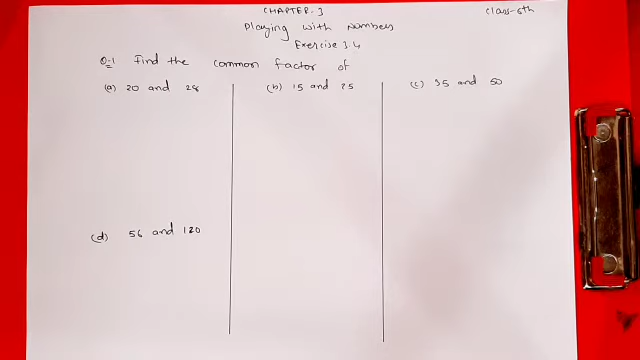 CHAPTER-3
Class-6th
Playing with Numbers
Exercise 3.4
Q-1 Find the common factor of
(a) 20 and 28
(b) 15 and 25
(c) 35 and 50
(d) 56 and 120